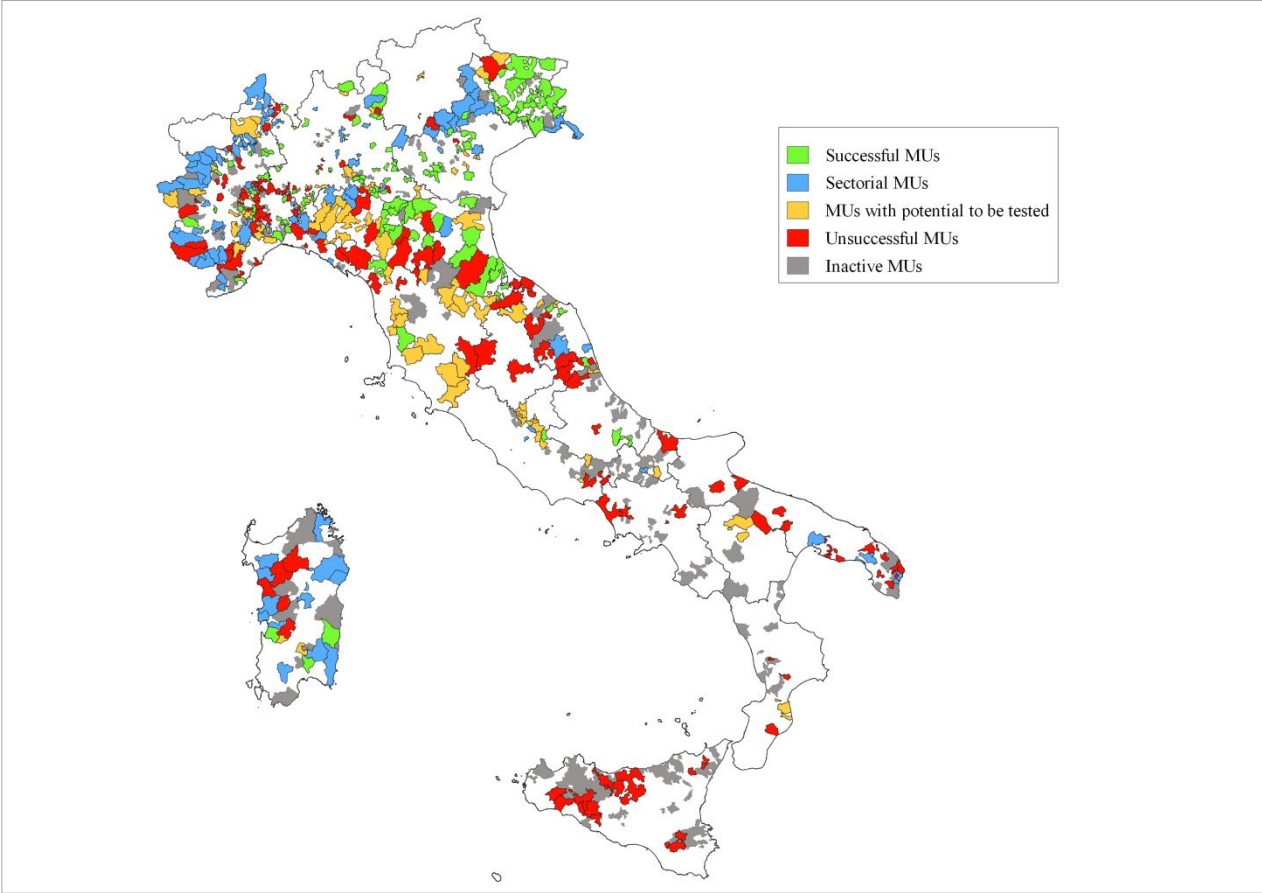 Successful MUs
Sectorial MUs
MUs with potential to be tested
Unsuccessful MUs
Inactive MUs